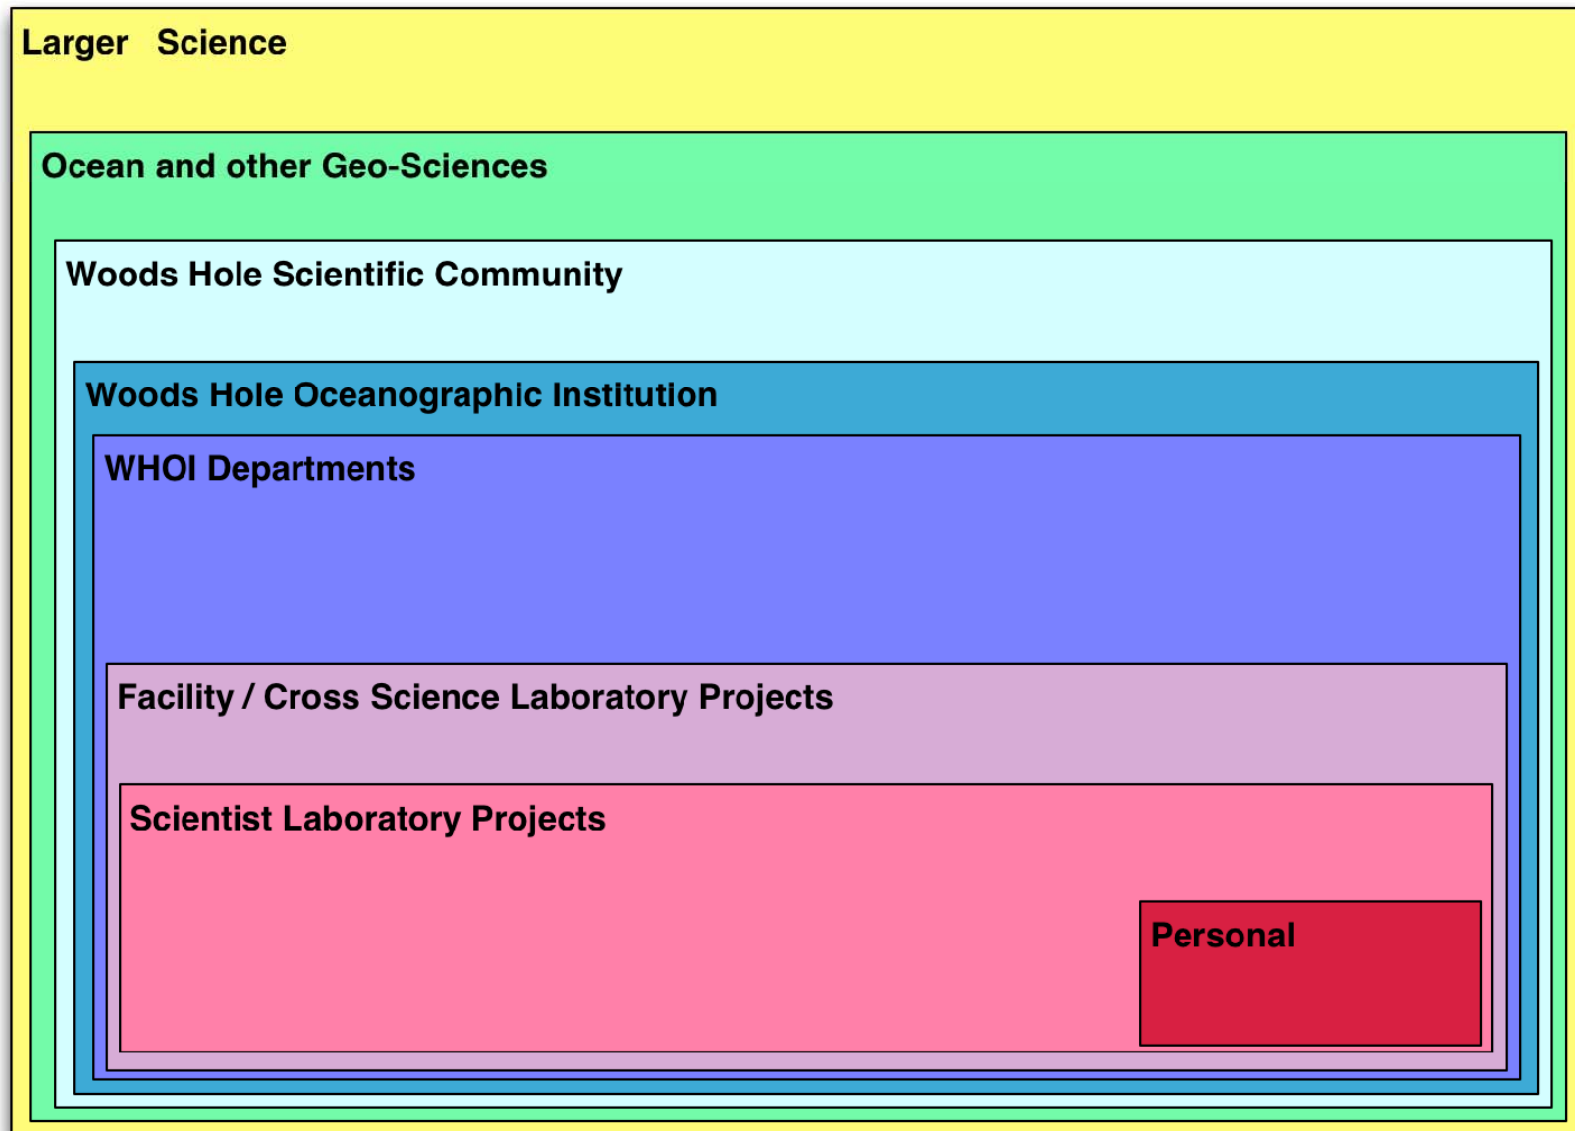 Larger Science
Ocean and other Geo-Sciences
Woods Hole Scientific Community
Woods Hole Oceanographic Institution
WHOI Departments
Facility / Cross Science Laboratory Projects
Scientist Laboratory Projects
Personal